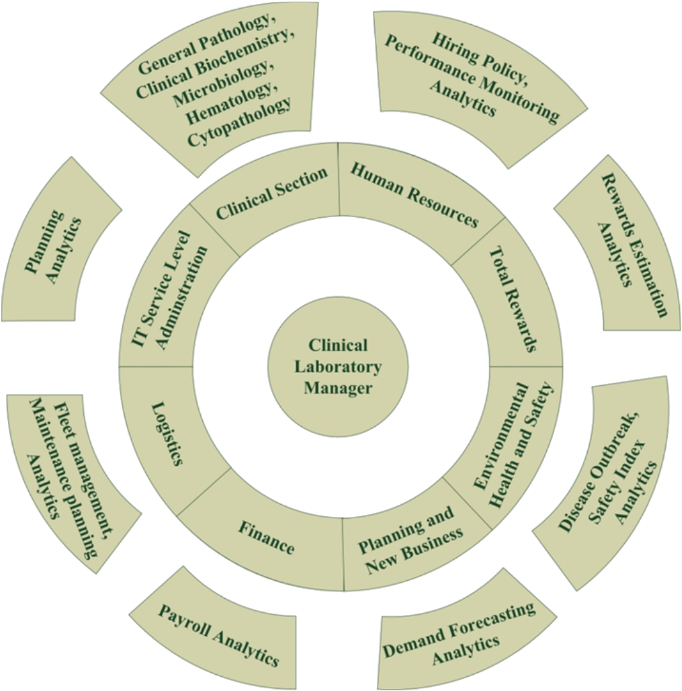 General Pathology,
Clinical Biochemistry,
Microbiology,
Hematology,
Cytopathology
Hiring Policy,
Performance Monitoring
Analytics
Clinical Section
Human Resources
Planning
Analytics
IT Service Level
Adminstration
Total Rewards
Rewards Estimation
Analytics
Clinical
Laboratory
Manager
Fleet management,
Maintenance planning
Analytics
Logistics
Environmental
Health and Safety
Disease Outbreak,
Safety Index
Analytics
Finance
Planning and
New Business
Payroll Analytics
Demand Forecasting
Analytics